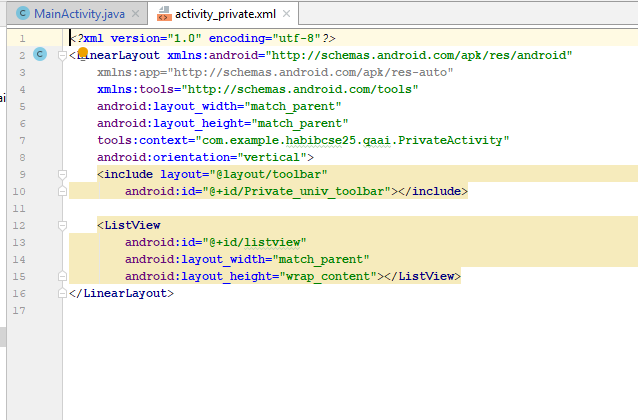 MainActivity.java
activity_private.xml
1 <?xml version="1.0" encoding="utf-8"?>
2 <LinearLayout xmlns:android="http://schemas.android.com/apk/res/android"
3 xmlns:app="http://schemas.android.com/apk/res-auto"
4 xmlns:tools="http://schemas.android.com/tools"
5 android:layout_width="match_parent"
6 android:layout_height="match_parent"
7 tools:context="com.example.habibcse25.qaai.PrivateActivity"
8 android:orientation="vertical">
9 <include layout="@layout/toolbar"
10 android:id="@+id/Private_univ_toolbar"></include>
11
12 <ListView
13 android:id="@+id/listview"
14 android:layout_width="match_parent"
15 android:layout_height="wrap_content"></ListView>
16 </LinearLayout>
17